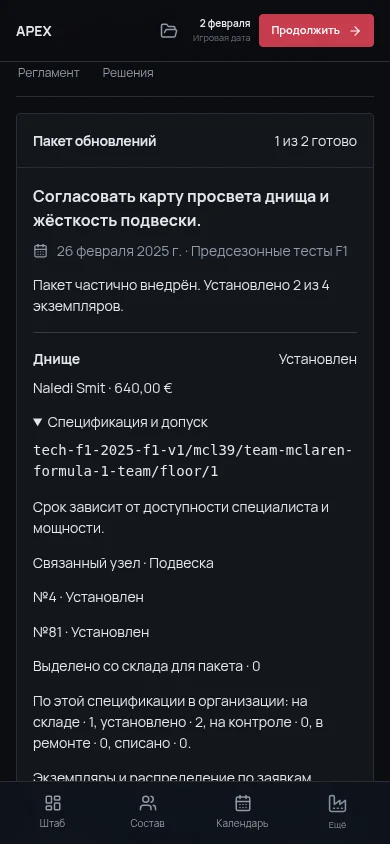 APEX
2 февраля
Игровая дата
Продолжить
Регламент Решения
Пакет обновлений 1 из 2 готово
Согласовать карту просвета днища и
жёсткость подвески.
26 февраля 2025 г. · Предсезонные тесты F1
Пакет частично внедрён. Установлено 2 из 4
экземпляров.
Днище Установлен
Naledi Smit · 640,00 €
▼ Спецификация и допуск
tech-f1-2025-f1-v1/mcl39/team-mclaren-
formula-1-team/floor/1
Срок зависит от доступности специалиста и
мощности.
Связанный узел · Подвеска
№4 · Установлен
№81 · Установлен
Выделено со склада для пакета · 0
По этой спецификации в организации: на
складе · 1, установлено · 2, на контроле · 0, в
ремонте · 0, списано · 0.
Экземпляры и распределение по заявкам
Штаб Состав Календарь Ещё